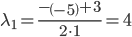 λ₁ = (−(−5) + 3)/(2·1) = 4